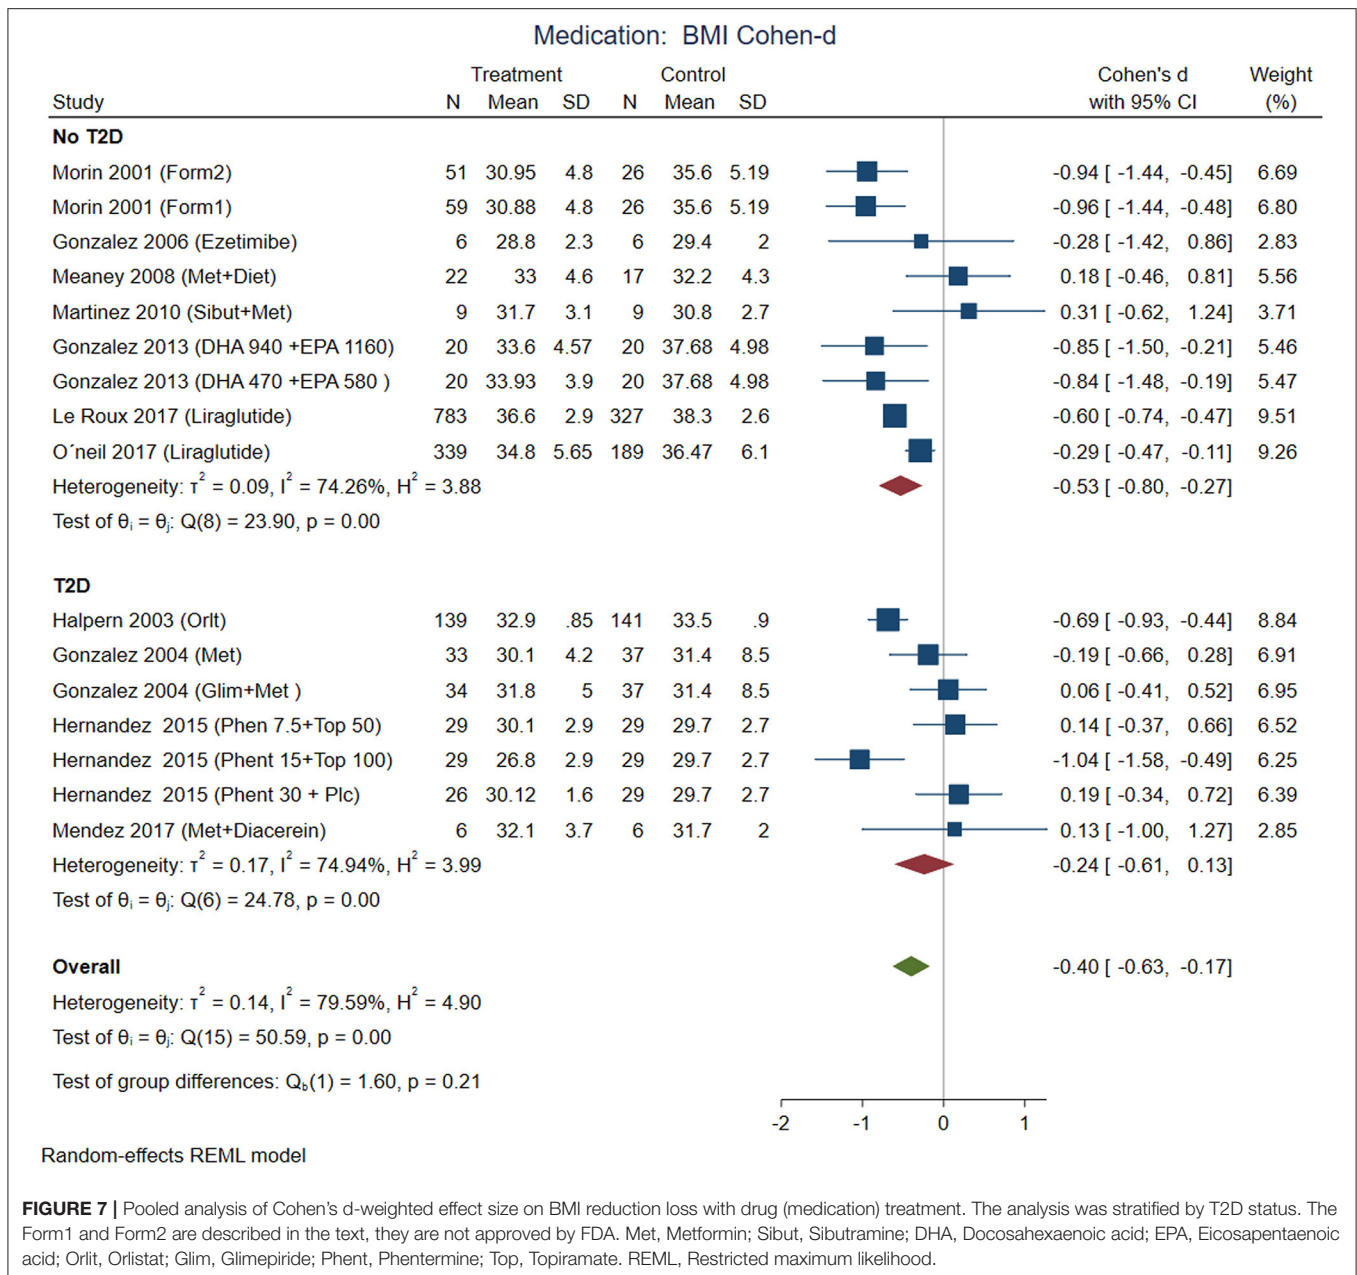 Medication: BMI Cohen-d
Treatment Control Cohen's d Weight
Study N Mean SD N Mean SD with 95% CI (%)
No T2D
Morin 2001 (Form2) 51 30.95 4.8 26 35.6 5.19 -0.94 [ -1.44, -0.45] 6.69
Morin 2001 (Form1) 59 30.88 4.8 26 35.6 5.19 -0.96 [ -1.44, -0.48] 6.80
Gonzalez 2006 (Ezetimibe) 6 28.8 2.3 6 29.4 2 -0.28 [ -1.42, 0.86] 2.83
Meaney 2008 (Met+Diet) 22 33 4.6 17 32.2 4.3 0.18 [ -0.46, 0.81] 5.56
Martinez 2010 (Sibut+Met) 9 31.7 3.1 9 30.8 2.7 0.31 [ -0.62, 1.24] 3.71
Gonzalez 2013 (DHA 940 +EPA 1160) 20 33.6 4.57 20 37.68 4.98 -0.85 [ -1.50, -0.21] 5.46
Gonzalez 2013 (DHA 470 +EPA 580 ) 20 33.93 3.9 20 37.68 4.98 -0.84 [ -1.48, -0.19] 5.47
Le Roux 2017 (Liraglutide) 783 36.6 2.9 327 38.3 2.6 -0.60 [ -0.74, -0.47] 9.51
O´neil 2017 (Liraglutide) 339 34.8 5.65 189 36.47 6.1 -0.29 [ -0.47, -0.11] 9.26
Heterogeneity: τ² = 0.09, I² = 74.26%, H² = 3.88 -0.53 [ -0.80, -0.27]
Test of θᵢ = θⱼ: Q(8) = 23.90, p = 0.00
T2D
Halpern 2003 (Orlt) 139 32.9 .85 141 33.5 .9 -0.69 [ -0.93, -0.44] 8.84
Gonzalez 2004 (Met) 33 30.1 4.2 37 31.4 8.5 -0.19 [ -0.66, 0.28] 6.91
Gonzalez 2004 (Glim+Met ) 34 31.8 5 37 31.4 8.5 0.06 [ -0.41, 0.52] 6.95
Hernandez 2015 (Phen 7.5+Top 50) 29 30.1 2.9 29 29.7 2.7 0.14 [ -0.37, 0.66] 6.52
Hernandez 2015 (Phent 15+Top 100) 29 26.8 2.9 29 29.7 2.7 -1.04 [ -1.58, -0.49] 6.25
Hernandez 2015 (Phent 30 + Plc) 26 30.12 1.6 29 29.7 2.7 0.19 [ -0.34, 0.72] 6.39
Mendez 2017 (Met+Diacerein) 6 32.1 3.7 6 31.7 2 0.13 [ -1.00, 1.27] 2.85
Heterogeneity: τ² = 0.17, I² = 74.94%, H² = 3.99 -0.24 [ -0.61, 0.13]
Test of θᵢ = θⱼ: Q(6) = 24.78, p = 0.00
Overall -0.40 [ -0.63, -0.17]
Heterogeneity: τ² = 0.14, I² = 79.59%, H² = 4.90
Test of θᵢ = θⱼ: Q(15) = 50.59, p = 0.00
Test of group differences: Q_b(1) = 1.60, p = 0.21
-2 -1 0 1
Random-effects REML model
FIGURE 7 | Pooled analysis of Cohen's d-weighted effect size on BMI reduction loss with drug (medication) treatment. The analysis was stratified by T2D status. The
Form1 and Form2 are described in the text, they are not approved by FDA. Met, Metformin; Sibut, Sibutramine; DHA, Docosahexaenoic acid; EPA, Eicosapentaenoic
acid; Orlit, Orlistat; Glim, Glimepiride; Phent, Phentermine; Top, Topiramate. REML, Restricted maximum likelihood.